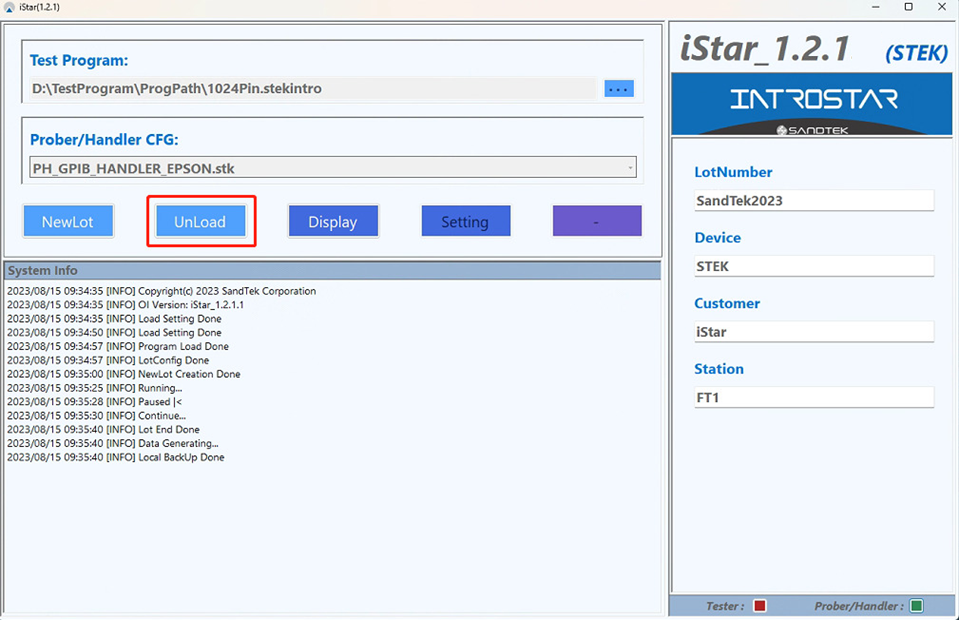 iStar(1.2.1)
Test Program:
D:\TestProgram\ProgPath\1024Pin.stekintro
...
Prober/Handler CFG:
PH_GPIB_HANDLER_EPSON.stk
NewLot UnLoad Display Setting -
System Info
2023/08/15 09:34:35 [INFO] Copyright(c) 2023 SandTek Corporation
2023/08/15 09:34:35 [INFO] OI Version: iStar_1.2.1.1
2023/08/15 09:34:35 [INFO] Load Setting Done
2023/08/15 09:34:50 [INFO] Load Setting Done
2023/08/15 09:34:57 [INFO] Program Load Done
2023/08/15 09:34:57 [INFO] LotConfig Done
2023/08/15 09:35:00 [INFO] NewLot Creation Done
2023/08/15 09:35:25 [INFO] Running...
2023/08/15 09:35:28 [INFO] Paused |<
2023/08/15 09:35:30 [INFO] Continue...
2023/08/15 09:35:40 [INFO] Lot End Done
2023/08/15 09:35:40 [INFO] Data Generating...
2023/08/15 09:35:40 [INFO] Local BackUp Done
iStar_1.2.1 (STEK)
INTROSTAR
SANDTEK
LotNumber
SandTek2023
Device
STEK
Customer
iStar
Station
FT1
Tester : Prober/Handler :